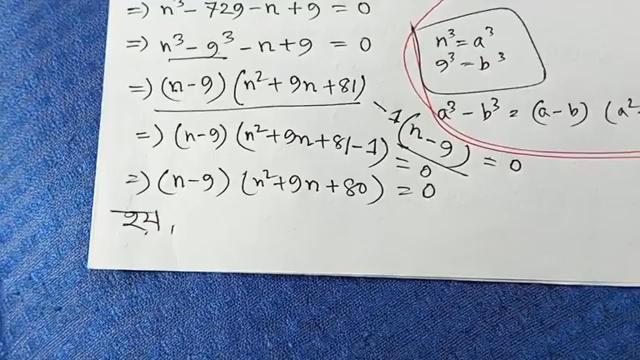 =) n³ - 729 - n + 9 = 0
=) n³ - 9³ - n + 9 = 0
=) (n-9) (n² + 9n + 81) - 1 (n-9) = 0
=) (n-9) (n² + 9n + 81 - 1) = 0
=) (n-9) (n² + 9n + 80) = 0
হয়,
n³ = a³
9³ = b³
a³ - b³ = (a-b) (a²